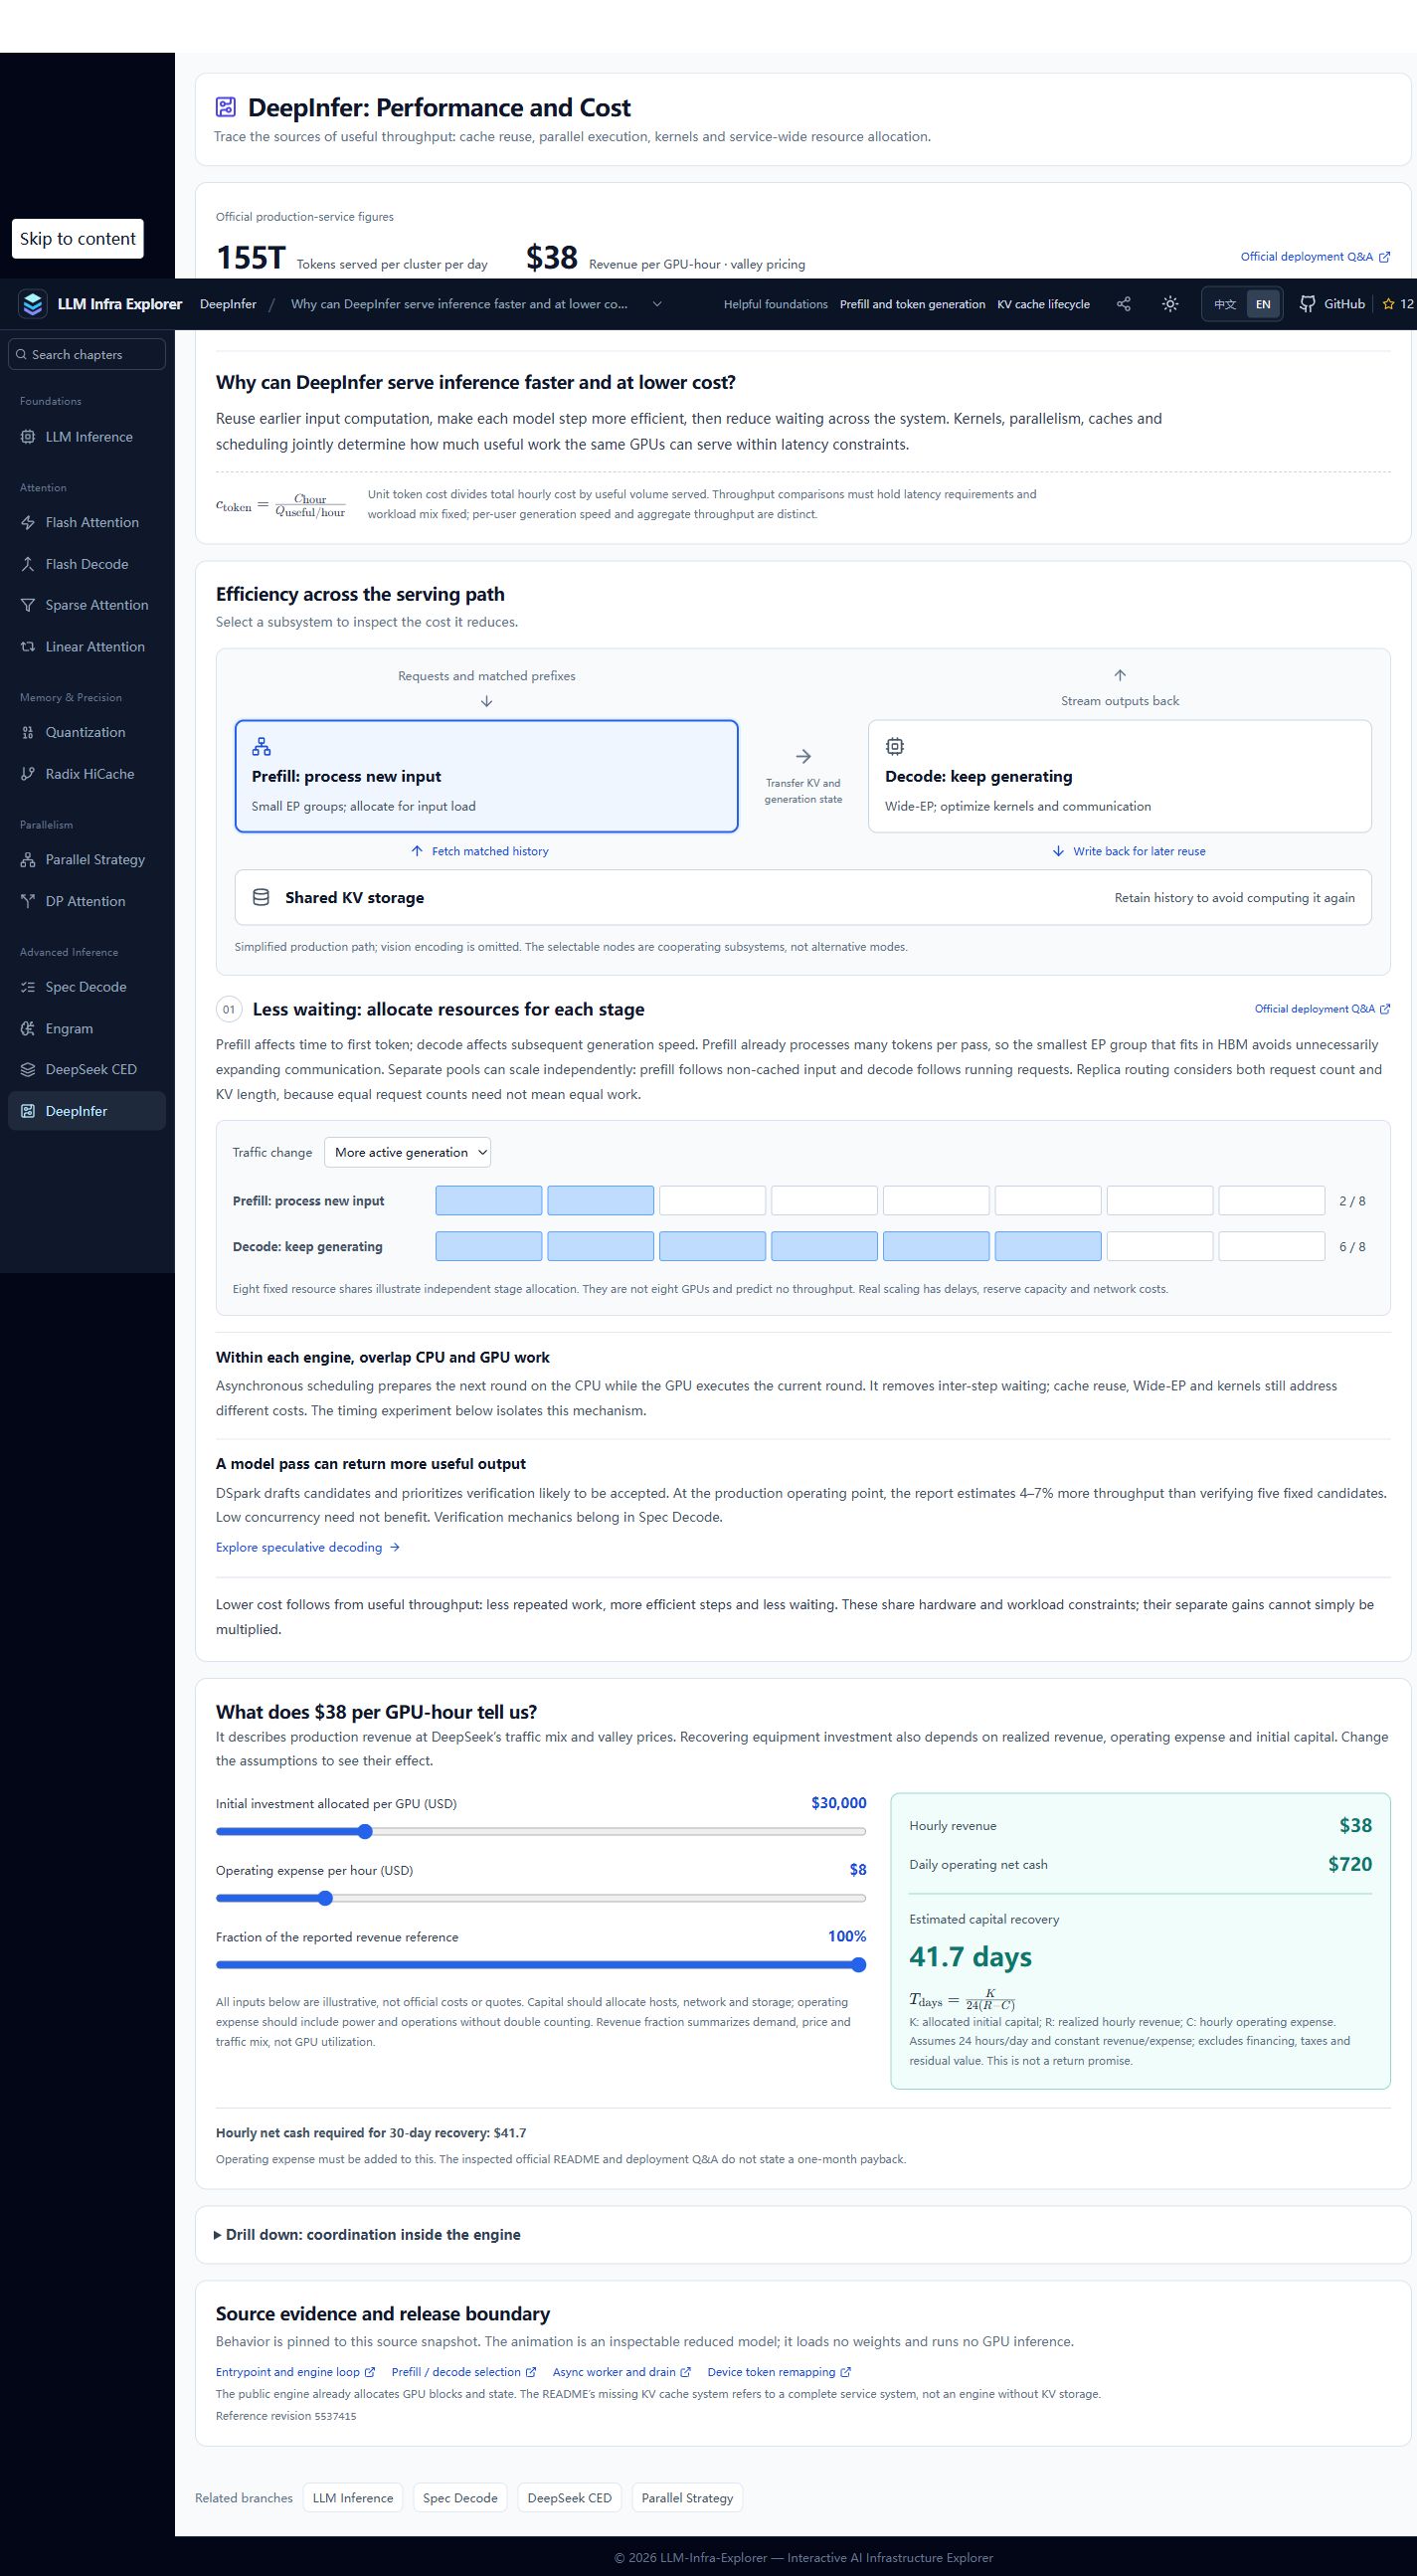 DeepInfer: Performance and Cost
Trace the sources of useful throughput: cache reuse, parallel execution, kernels and service-wide resource allocation.
Official production-service figures
Skip to content
155T Tokens served per cluster per day $38 Revenue per GPU-hour · valley pricing Official deployment Q&A
LLM Infra Explorer DeepInfer / Why can DeepInfer serve inference faster and at lower co... Helpful foundations Prefill and token generation KV cache lifecycle 中文 EN GitHub 12
Search chapters
Foundations
LLM Inference
Attention
Flash Attention
Flash Decode
Sparse Attention
Linear Attention
Memory & Precision
Quantization
Radix HiCache
Parallelism
Parallel Strategy
DP Attention
Advanced Inference
Spec Decode
Engram
DeepSeek CED
DeepInfer
Why can DeepInfer serve inference faster and at lower cost?
Reuse earlier input computation, make each model step more efficient, then reduce waiting across the system. Kernels, parallelism, caches and
scheduling jointly determine how much useful work the same GPUs can serve within latency constraints.
c_token = C_hour / Q_useful/hour
Unit token cost divides total hourly cost by useful volume served. Throughput comparisons must hold latency requirements and
workload mix fixed; per-user generation speed and aggregate throughput are distinct.
Efficiency across the serving path
Select a subsystem to inspect the cost it reduces.
Requests and matched prefixes
Stream outputs back
Prefill: process new input
Small EP groups; allocate for input load
Transfer KV and
generation state
Decode: keep generating
Wide-EP; optimize kernels and communication
Fetch matched history
Write back for later reuse
Shared KV storage Retain history to avoid computing it again
Simplified production path; vision encoding is omitted. The selectable nodes are cooperating subsystems, not alternative modes.
01 Less waiting: allocate resources for each stage Official deployment Q&A
Prefill affects time to first token; decode affects subsequent generation speed. Prefill already processes many tokens per pass, so the smallest EP group that fits in HBM avoids unnecessarily
expanding communication. Separate pools can scale independently: prefill follows non-cached input and decode follows running requests. Replica routing considers both request count and
KV length, because equal request counts need not mean equal work.
Traffic change More active generation
Prefill: process new input 2 / 8
Decode: keep generating 6 / 8
Eight fixed resource shares illustrate independent stage allocation. They are not eight GPUs and predict no throughput. Real scaling has delays, reserve capacity and network costs.
Within each engine, overlap CPU and GPU work
Asynchronous scheduling prepares the next round on the CPU while the GPU executes the current round. It removes inter-step waiting; cache reuse, Wide-EP and kernels still address
different costs. The timing experiment below isolates this mechanism.
A model pass can return more useful output
DSpark drafts candidates and prioritizes verification likely to be accepted. At the production operating point, the report estimates 4–7% more throughput than verifying five fixed candidates.
Low concurrency need not benefit. Verification mechanics belong in Spec Decode.
Explore speculative decoding →
Lower cost follows from useful throughput: less repeated work, more efficient steps and less waiting. These share hardware and workload constraints; their separate gains cannot simply be
multiplied.
What does $38 per GPU-hour tell us?
It describes production revenue at DeepSeek's traffic mix and valley prices. Recovering equipment investment also depends on realized revenue, operating expense and initial capital. Change
the assumptions to see their effect.
Initial investment allocated per GPU (USD) $30,000
Operating expense per hour (USD) $8
Fraction of the reported revenue reference 100%
All inputs below are illustrative, not official costs or quotes. Capital should allocate hosts, network and storage; operating
expense should include power and operations without double counting. Revenue fraction summarizes demand, price and
traffic mix, not GPU utilization.
Hourly revenue $38
Daily operating net cash $720
Estimated capital recovery
41.7 days
T_days = K / 24(R−C)
K: allocated initial capital; R: realized hourly revenue; C: hourly operating expense.
Assumes 24 hours/day and constant revenue/expense; excludes financing, taxes and
residual value. This is not a return promise.
Hourly net cash required for 30-day recovery: $41.7
Operating expense must be added to this. The inspected official README and deployment Q&A do not state a one-month payback.
▸ Drill down: coordination inside the engine
Source evidence and release boundary
Behavior is pinned to this source snapshot. The animation is an inspectable reduced model; it loads no weights and runs no GPU inference.
Entrypoint and engine loop Prefill / decode selection Async worker and drain Device token remapping
The public engine already allocates GPU blocks and state. The README's missing KV cache system refers to a complete service system, not an engine without KV storage.
Reference revision 5537415
Related branches LLM Inference Spec Decode DeepSeek CED Parallel Strategy
© 2026 LLM-Infra-Explorer — Interactive AI Infrastructure Explorer